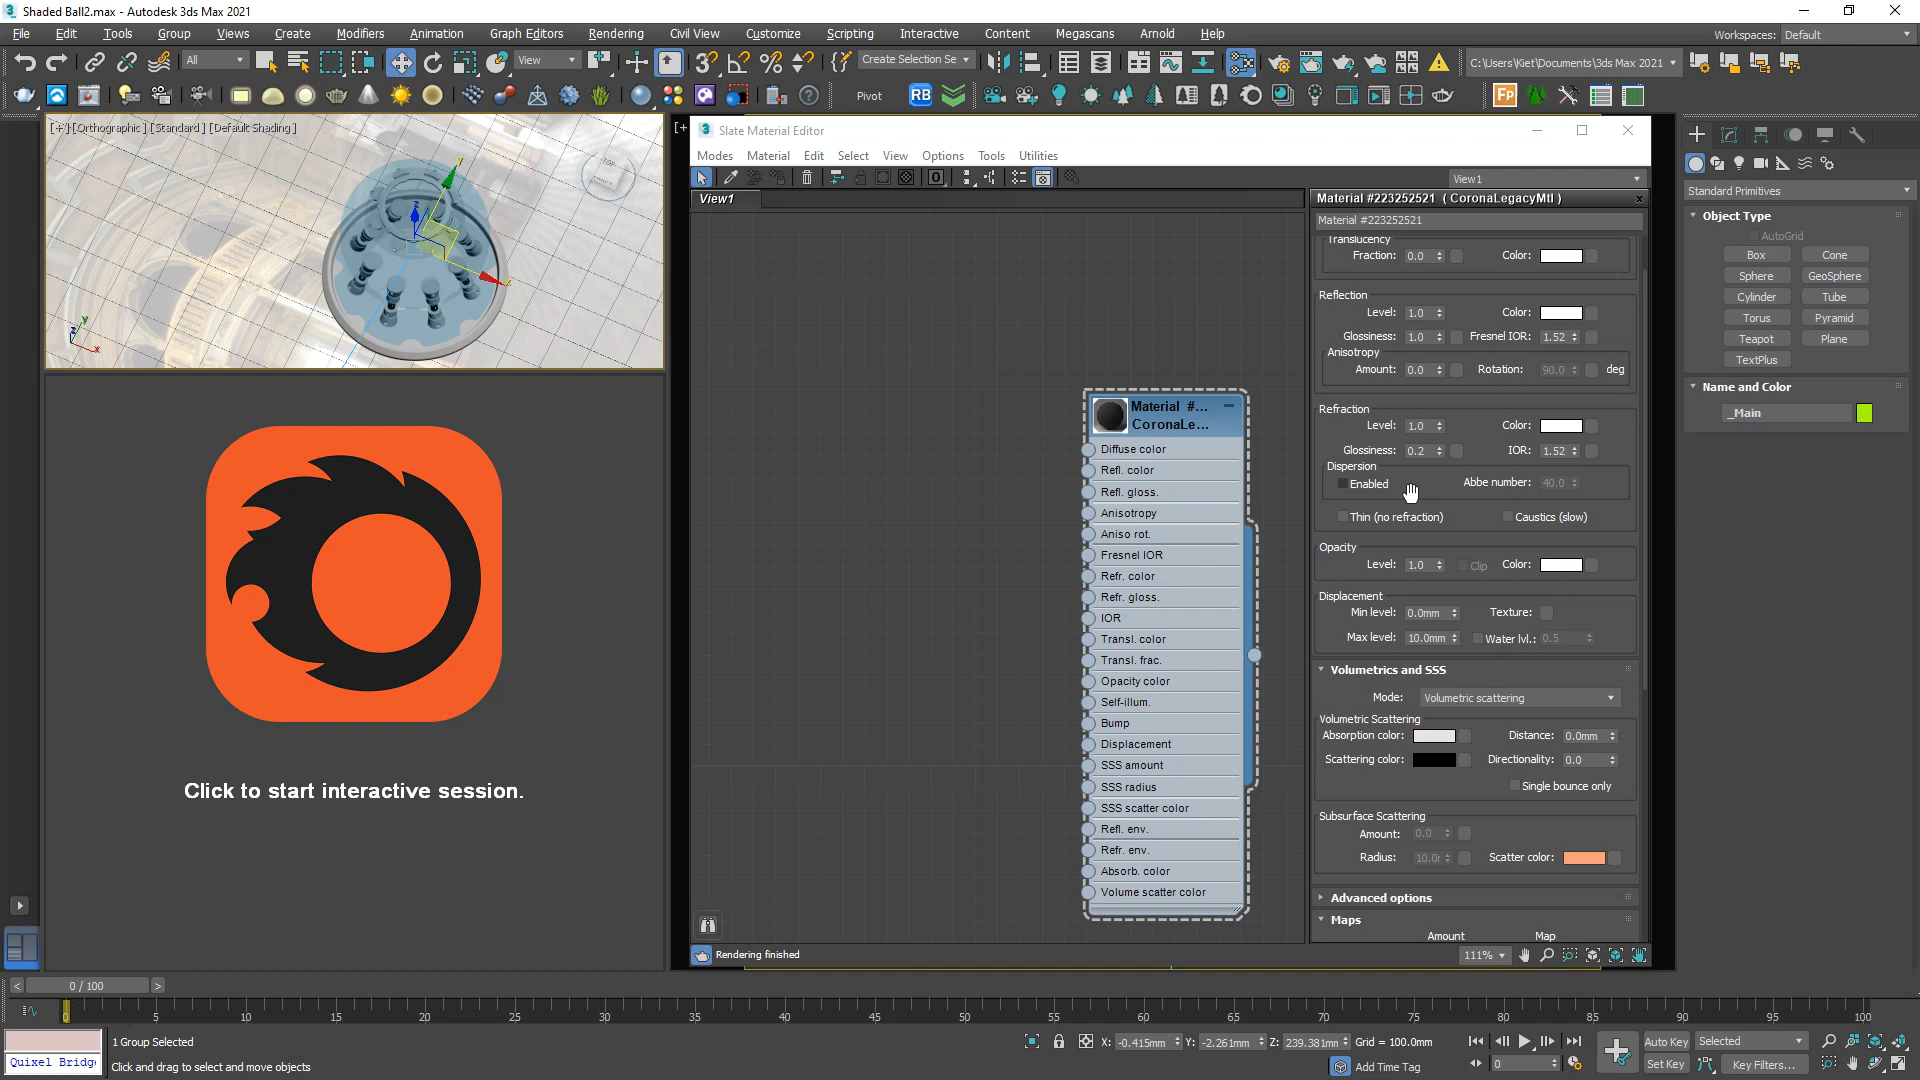 Shaded Ball2.max - Autodesk 3ds Max 2021
File Edit Tools Group Views Create Modifiers Animation Graph Editors Rendering Civil View Customize Scripting Interactive Content Megascans Arnold Help
Workspaces: Default
All
View
Create Selection Se
C:\Users\Kiet\Documents\3ds Max 2021
Pivot
RB
Fp
[+] [Orthographic] [Standard] [Default Shading]
TOP
x
y
z
Click to start interactive session.
[+
Slate Material Editor
Modes Material Edit Select View Options Tools Utilities
View1
View1
Material #...
CoronaLe...
Diffuse color
Refl. color
Refl. gloss.
Anisotropy
Aniso rot.
Fresnel IOR
Refr. color
Refr. gloss.
IOR
Transl. color
Transl. frac.
Opacity color
Self-illum.
Bump
Displacement
SSS amount
SSS radius
SSS scatter color
Refl. env.
Refr. env.
Absorb. color
Volume scatter color
Material #223252521 ( CoronaLegacyMtl )
Material #223252521
Translucency
Fraction: 0.0 Color:
Reflection
Level: 1.0 Color:
Glossiness: 1.0 Fresnel IOR: 1.52
Anisotropy
Amount: 0.0 Rotation: 90.0 deg
Refraction
Level: 1.0 Color:
Glossiness: 0.2 IOR: 1.52
Dispersion
Enabled Abbe number: 40.0
Thin (no refraction) Caustics (slow)
Opacity
Level: 1.0 Clip Color:
Displacement
Min level: 0.0mm Texture:
Max level: 10.0mm Water lvl.: 0.5
Volumetrics and SSS
Mode: Volumetric scattering
Volumetric Scattering
Absorption color: Distance: 0.0mm
Scattering color: Directionality: 0.0
Single bounce only
Subsurface Scattering
Amount: 0.0
Radius: 10.0r Scatter color:
Advanced options
Maps
Amount Map
Rendering finished
111%
Standard Primitives
Object Type
AutoGrid
Box Cone
Sphere GeoSphere
Cylinder Tube
Torus Pyramid
Teapot Plane
TextPlus
Name and Color
_Main
< 0 / 100 >
0 5 10 15 20 25 30 35 40 45 50 55 60 65 70 75 80 85 90 95 100
1 Group Selected
X: -0.415mm Y: -2.261mm Z: 239.381mm Grid = 100.0mm
Auto Key Selected
Quixel Bridge
Click and drag to select and move objects
Add Time Tag
0
Set Key Key Filters...